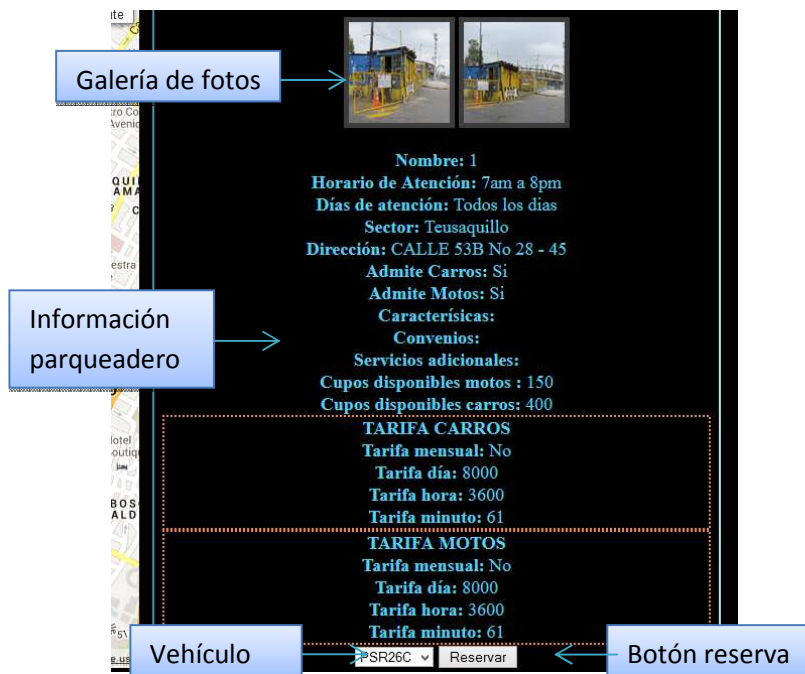 Galería de fotos
Nombre: 1
Horario de Atención: 7am a 8pm
Días de atención: Todos los dias
Sector: Teusaquillo
Dirección: CALLE 53B No 28 - 45
Admite Carros: Si
Admite Motos: Si
Caracterísicas:
Convenios:
Servicios adicionales:
Cupos disponibles motos : 150
Cupos disponibles carros: 400
Información
parqueadero
TARIFA CARROS
Tarifa mensual: No
Tarifa día: 8000
Tarifa hora: 3600
Tarifa minuto: 61
TARIFA MOTOS
Tarifa mensual: No
Tarifa día: 8000
Tarifa hora: 3600
Tarifa minuto: 61
Vehículo
PSR26C
Reservar
Botón reserva